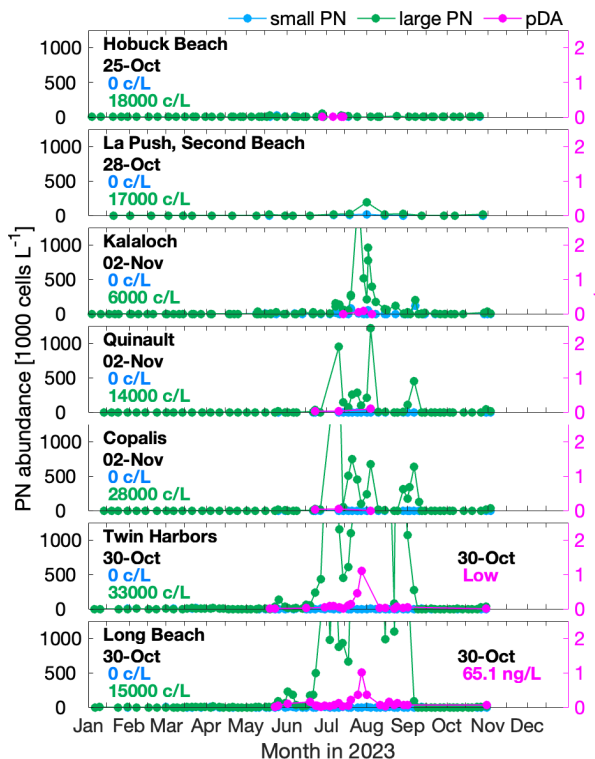 small PN large PN pDA
1000
500
0
Hobuck Beach
25-Oct
0 c/L
18000 c/L
2
1
0
1000
500
0
La Push, Second Beach
28-Oct
0 c/L
17000 c/L
2
1
0
1000
500
0
Kalaloch
02-Nov
0 c/L
6000 c/L
2
1
0
1000
500
0
Quinault
02-Nov
0 c/L
14000 c/L
2
1
0
1000
500
0
Copalis
02-Nov
0 c/L
28000 c/L
2
1
0
1000
500
0
Twin Harbors
30-Oct
0 c/L
33000 c/L
30-Oct
Low
2
1
0
1000
500
0
Long Beach
30-Oct
0 c/L
15000 c/L
30-Oct
65.1 ng/L
2
1
0
Jan Feb Mar Apr May Jun Jul Aug Sep Oct Nov Dec
Month in 2023
PN abundance [1000 cells L-1]